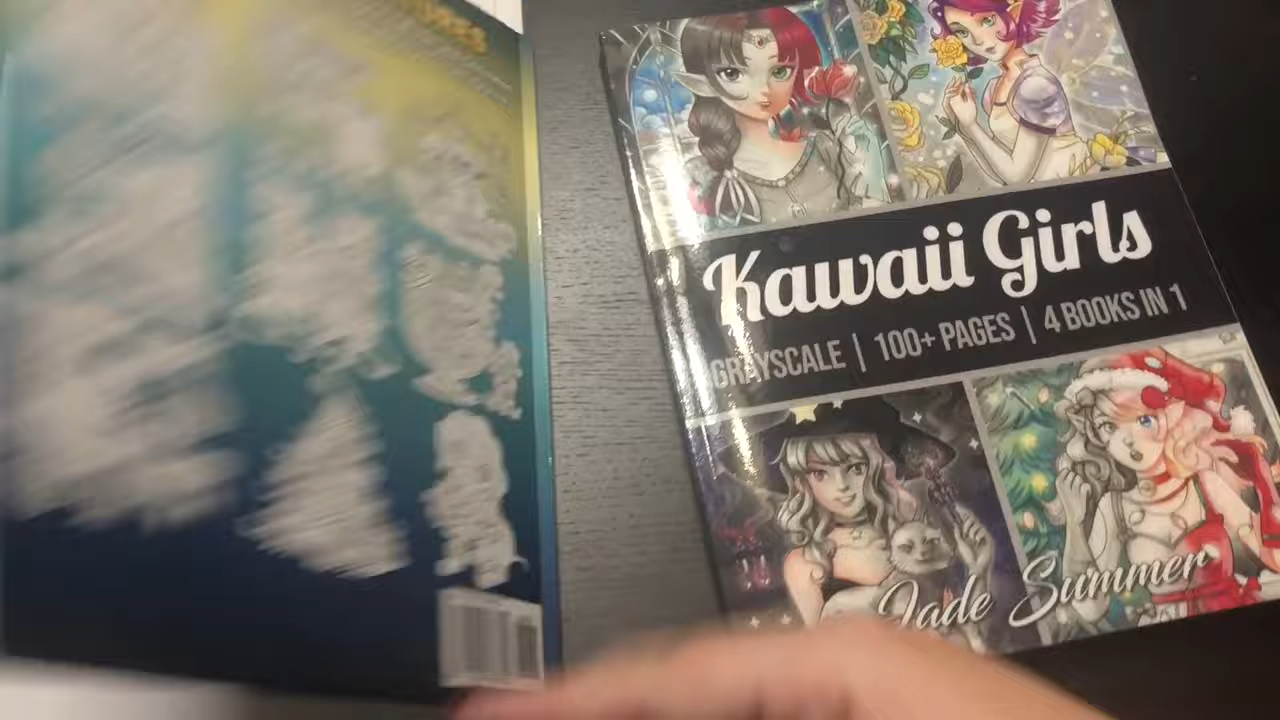 Kawaii Girls
GRAYSCALE | 100+ PAGES | 4 BOOKS IN 1
Jade Summer